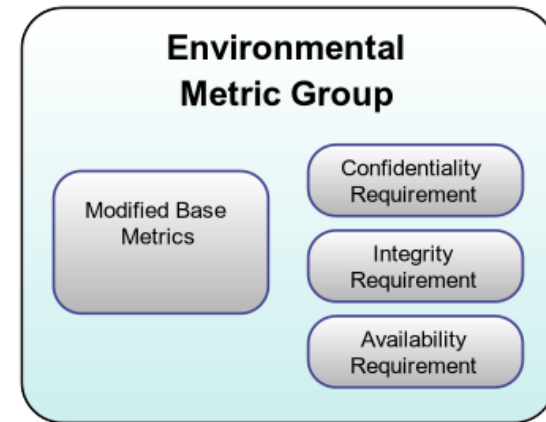 Environmental
Metric Group
Modified Base
Metrics
Confidentiality
Requirement
Integrity
Requirement
Availability
Requirement